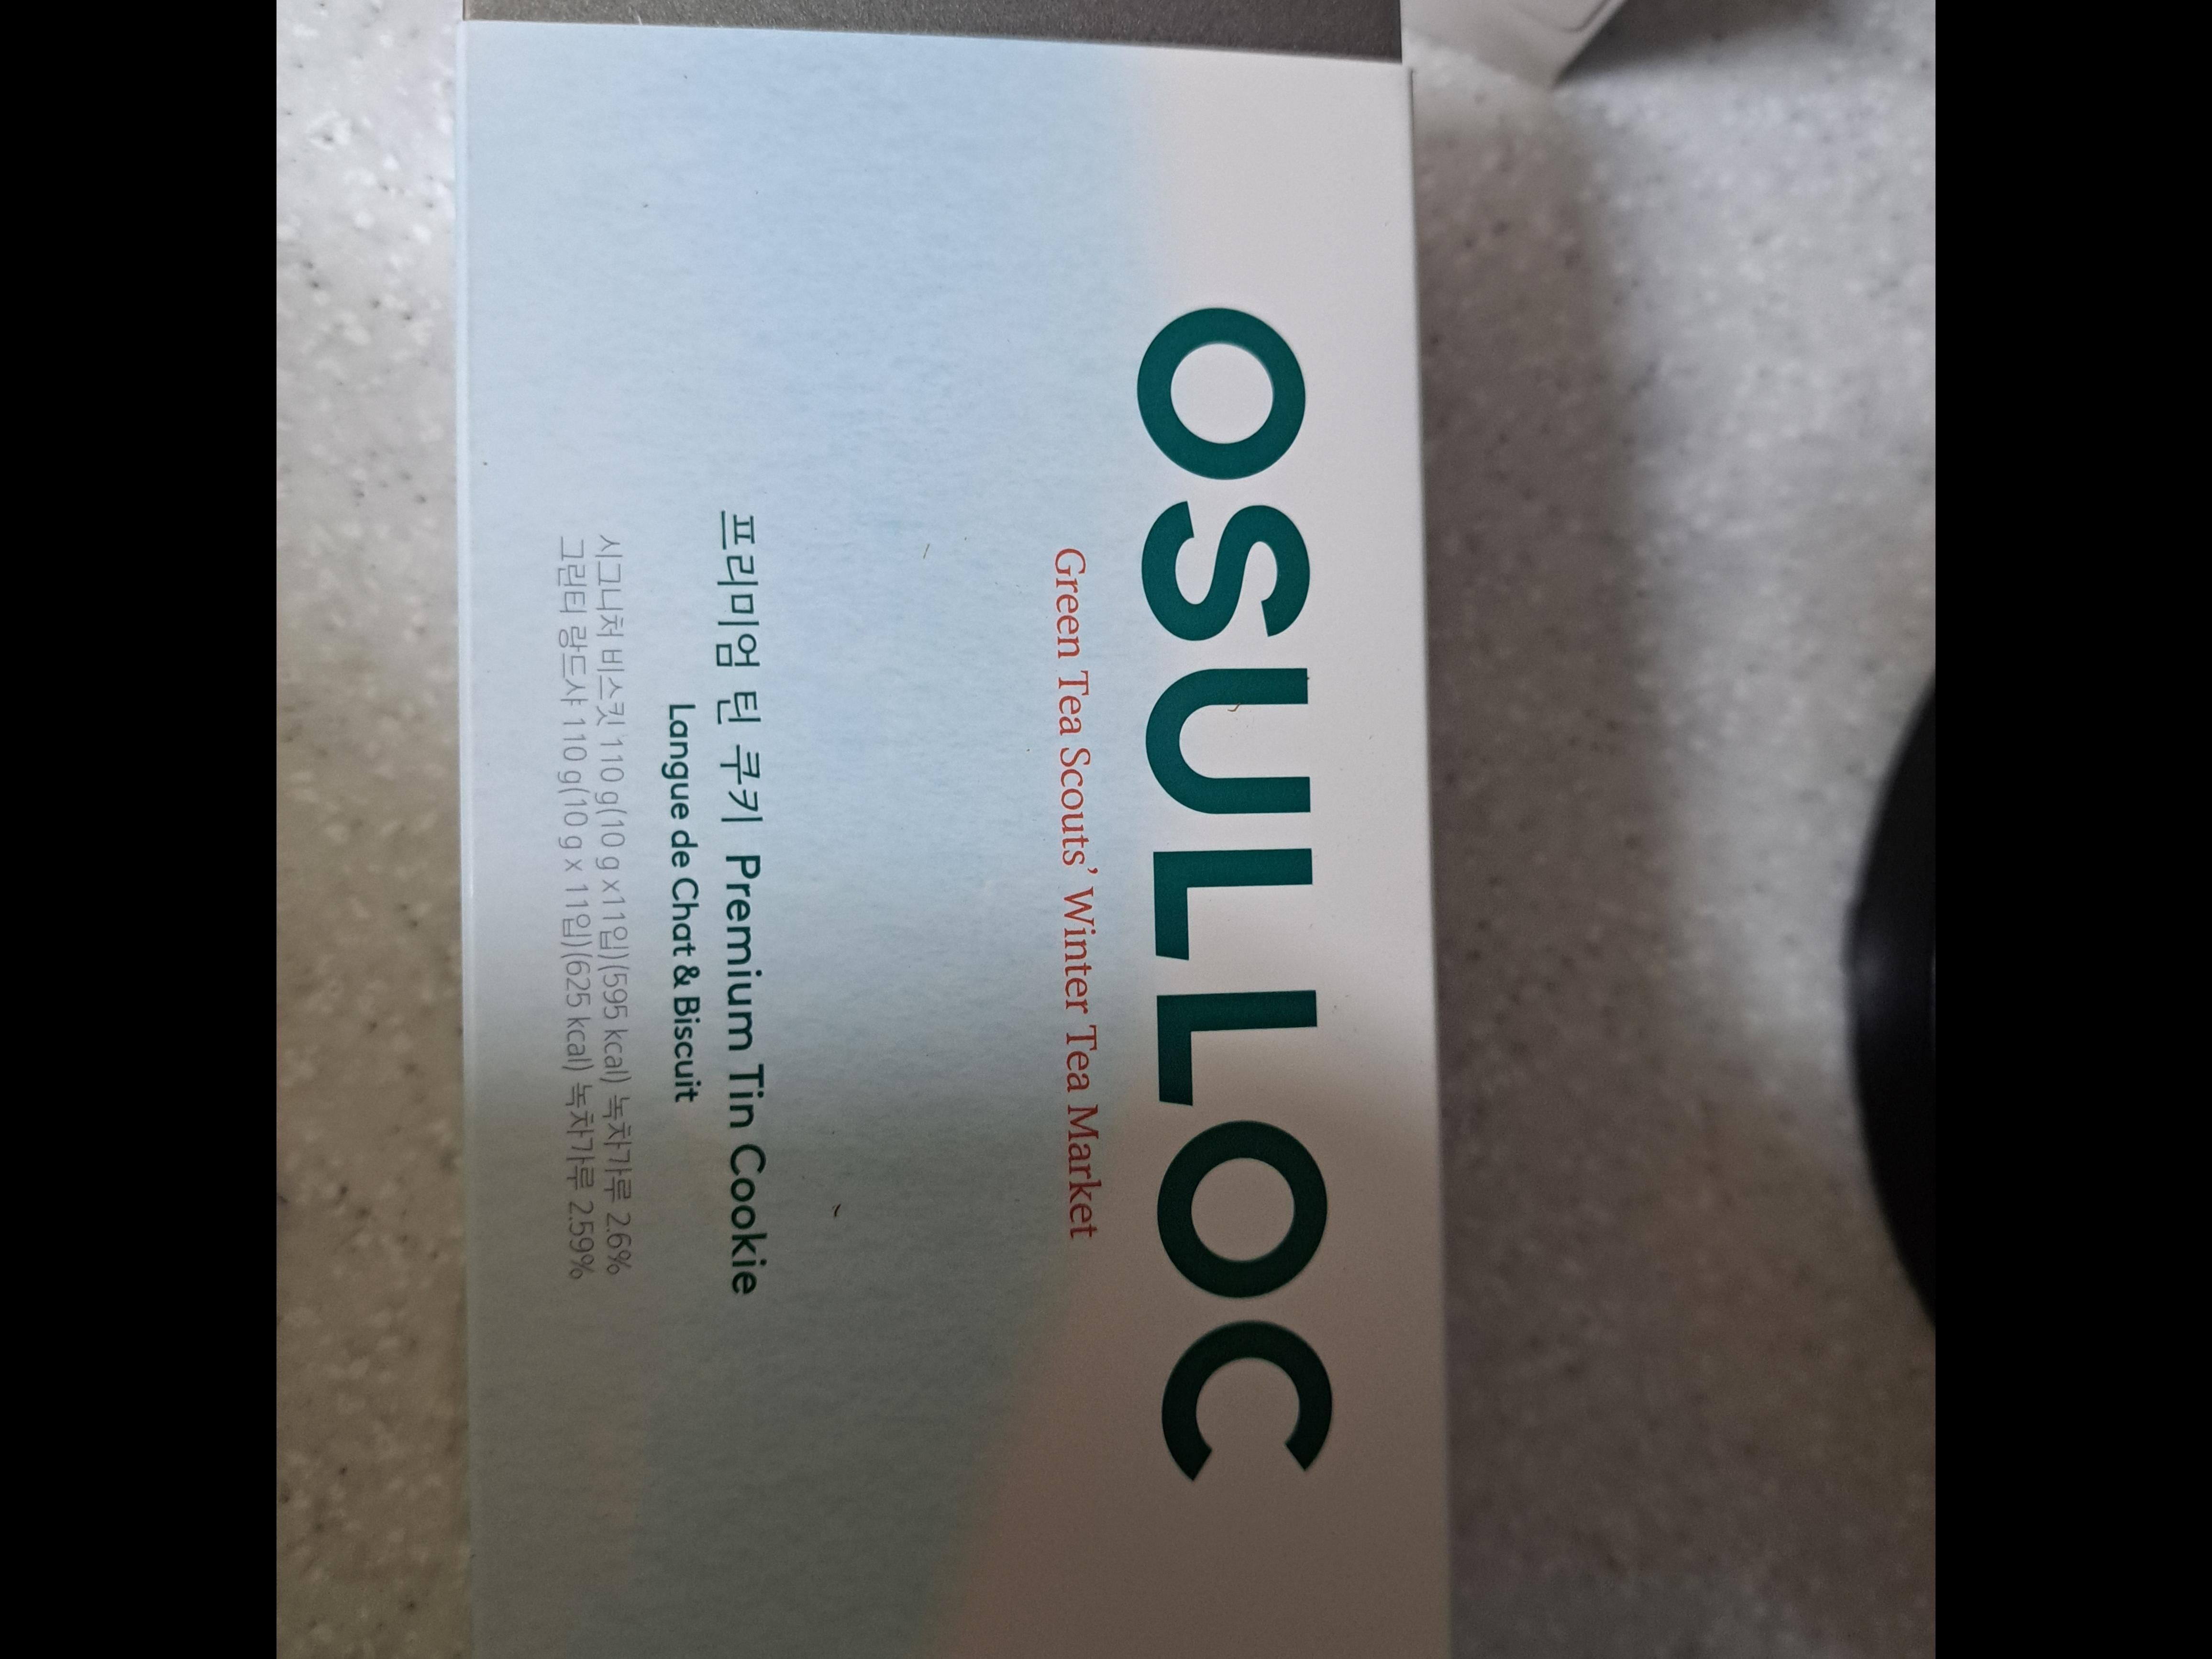 OSULLOC
Green Tea Scouts' Winter Tea Market
프리미엄 틴 쿠키 Premium Tin Cookie
Langue de Chat & Biscuit
시그니처 비스킷 110 g(10 g x11입)(595 kcal) 녹차가루 2.6%
그린티 랑드샤 110 g(10 g x 11입)(625 kcal) 녹차가루 2.59%